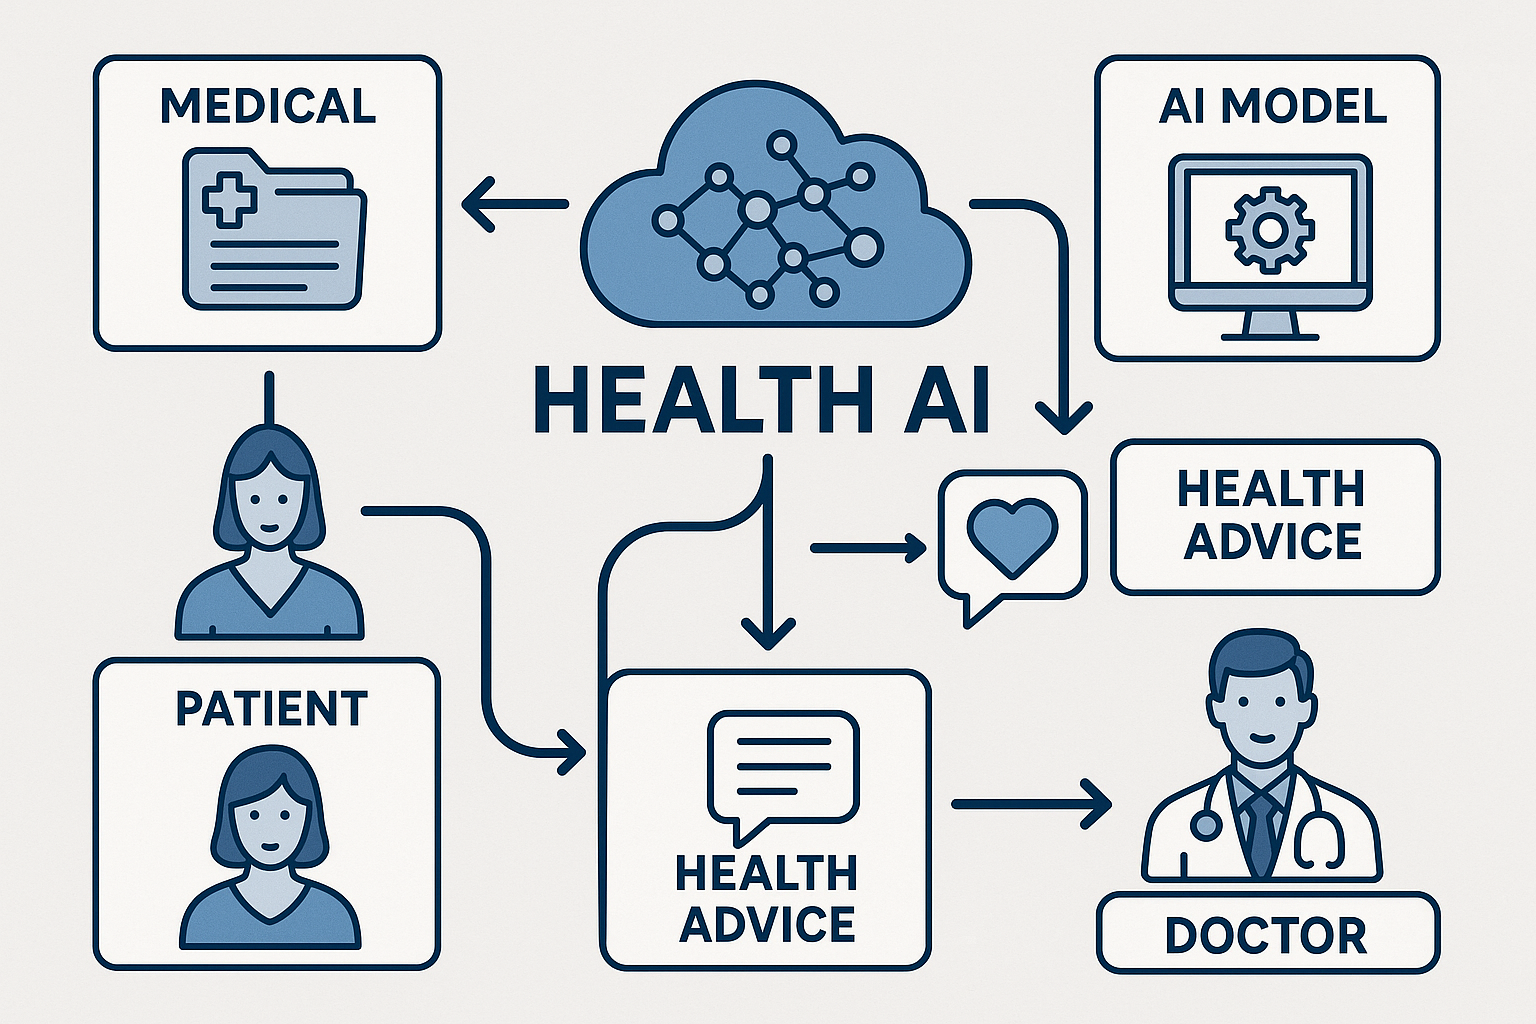 MEDICAL
AI MODEL
HEALTH AI
HEALTH
ADVICE
PATIENT
HEALTH
ADVICE
DOCTOR